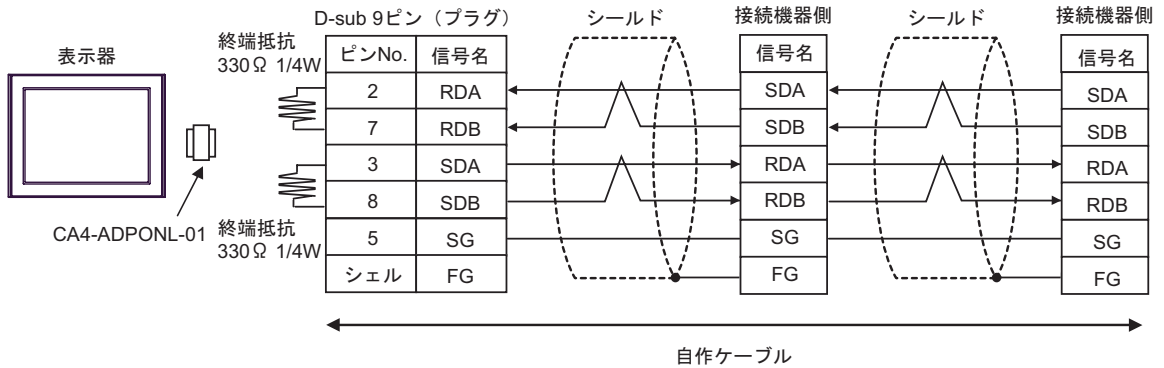 表示器
CA4-ADPONL-01
終端抵抗
330Ω 1/4W
終端抵抗
330Ω 1/4W
D-sub 9ピン（プラグ）
ピンNo. 信号名
2 RDA
7 RDB
3 SDA
8 SDB
5 SG
シェル FG
シールド
接続機器側
信号名
SDA
SDB
RDA
RDB
SG
FG
シールド
接続機器側
信号名
SDA
SDB
RDA
RDB
SG
FG
自作ケーブル